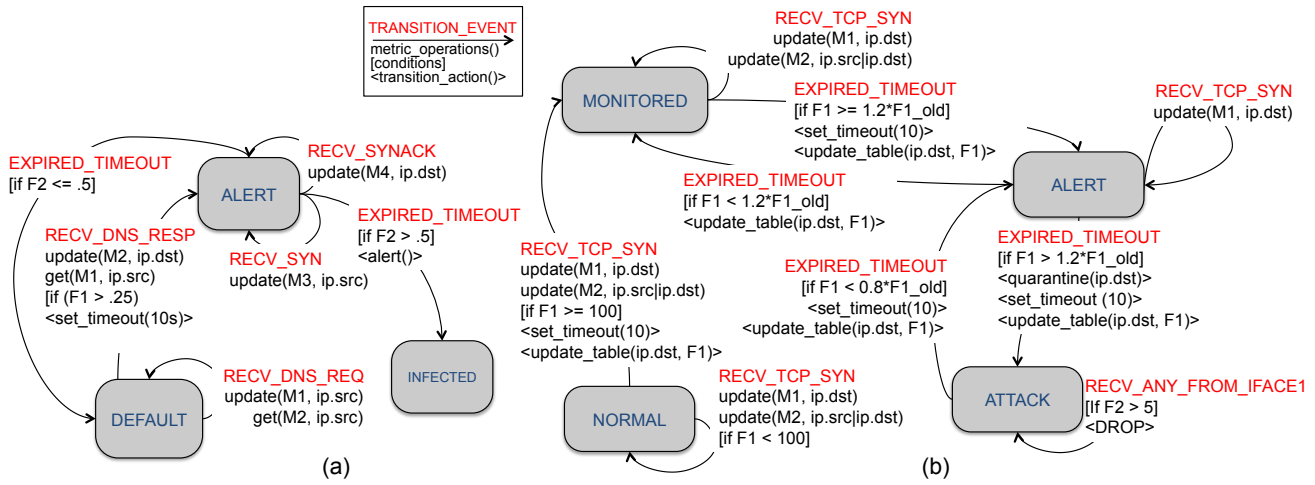 TRANSITION_EVENT
metric_operations()
[conditions]
<transition_action()>
EXPIRED_TIMEOUT
[if F2 <= .5]
ALERT
RECV_SYNACK
update(M4, ip.dst)
EXPIRED_TIMEOUT
[if F2 > .5]
<alert()>
RECV_DNS_RESP
update(M2, ip.dst)
get(M1, ip.src)
[if (F1 > .25)
<set_timeout(10s)>
RECV_SYN
update(M3, ip.src)
INFECTED
DEFAULT
RECV_DNS_REQ
update(M1, ip.src)
get(M2, ip.src)
(a)
RECV_TCP_SYN
update(M1, ip.dst)
update(M2, ip.src|ip.dst)
MONITORED
EXPIRED_TIMEOUT
[if F1 >= 1.2*F1_old]
<set_timeout(10)>
<update_table(ip.dst, F1)>
RECV_TCP_SYN
update(M1, ip.dst)
ALERT
EXPIRED_TIMEOUT
[if F1 < 1.2*F1_old]
<update_table(ip.dst, F1)>
RECV_TCP_SYN
update(M1, ip.dst)
update(M2, ip.src|ip.dst)
[if F1 >= 100]
<set_timeout(10)>
<update_table(ip.dst, F1)>
EXPIRED_TIMEOUT
[if F1 < 0.8*F1_old]
<set_timeout(10)>
<update_table(ip.dst, F1)>
EXPIRED_TIMEOUT
[if F1 > 1.2*F1_old]
<quarantine(ip.dst)>
<set_timeout (10)>
<update_table(ip.dst, F1)>
NORMAL
RECV_TCP_SYN
update(M1, ip.dst)
update(M2, ip.src|ip.dst)
[if F1 < 100]
ATTACK
RECV_ANY_FROM_IFACE1
[If F2 > 5]
<DROP>
(b)